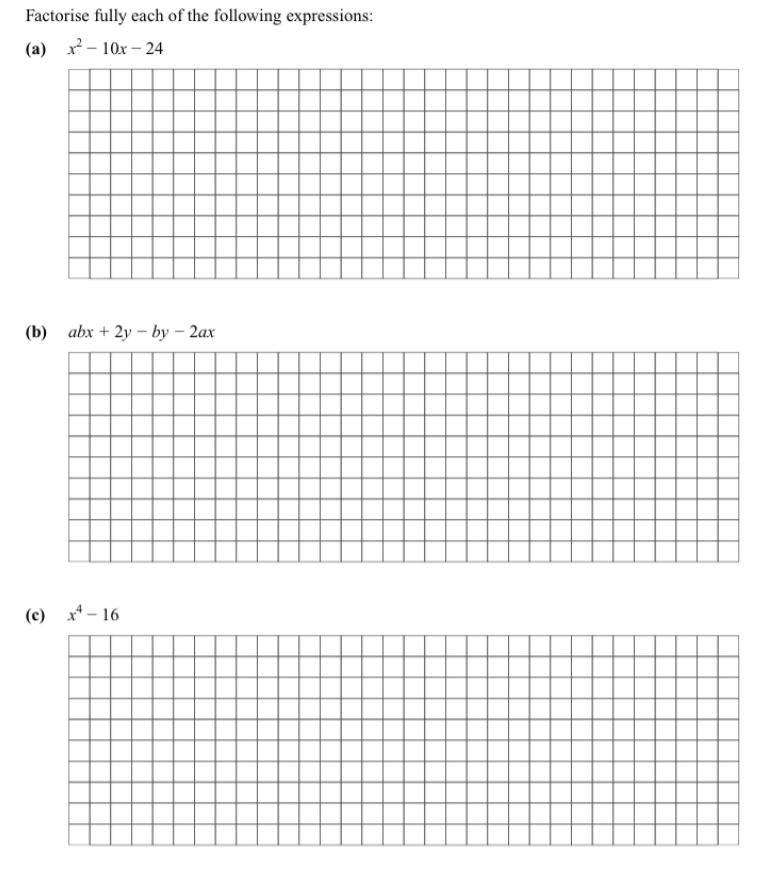 Factorise fully each of the following expressions:
(a) x² – 10x – 24
(b) abx + 2y − by − 2ax
(c) x⁴ – 16